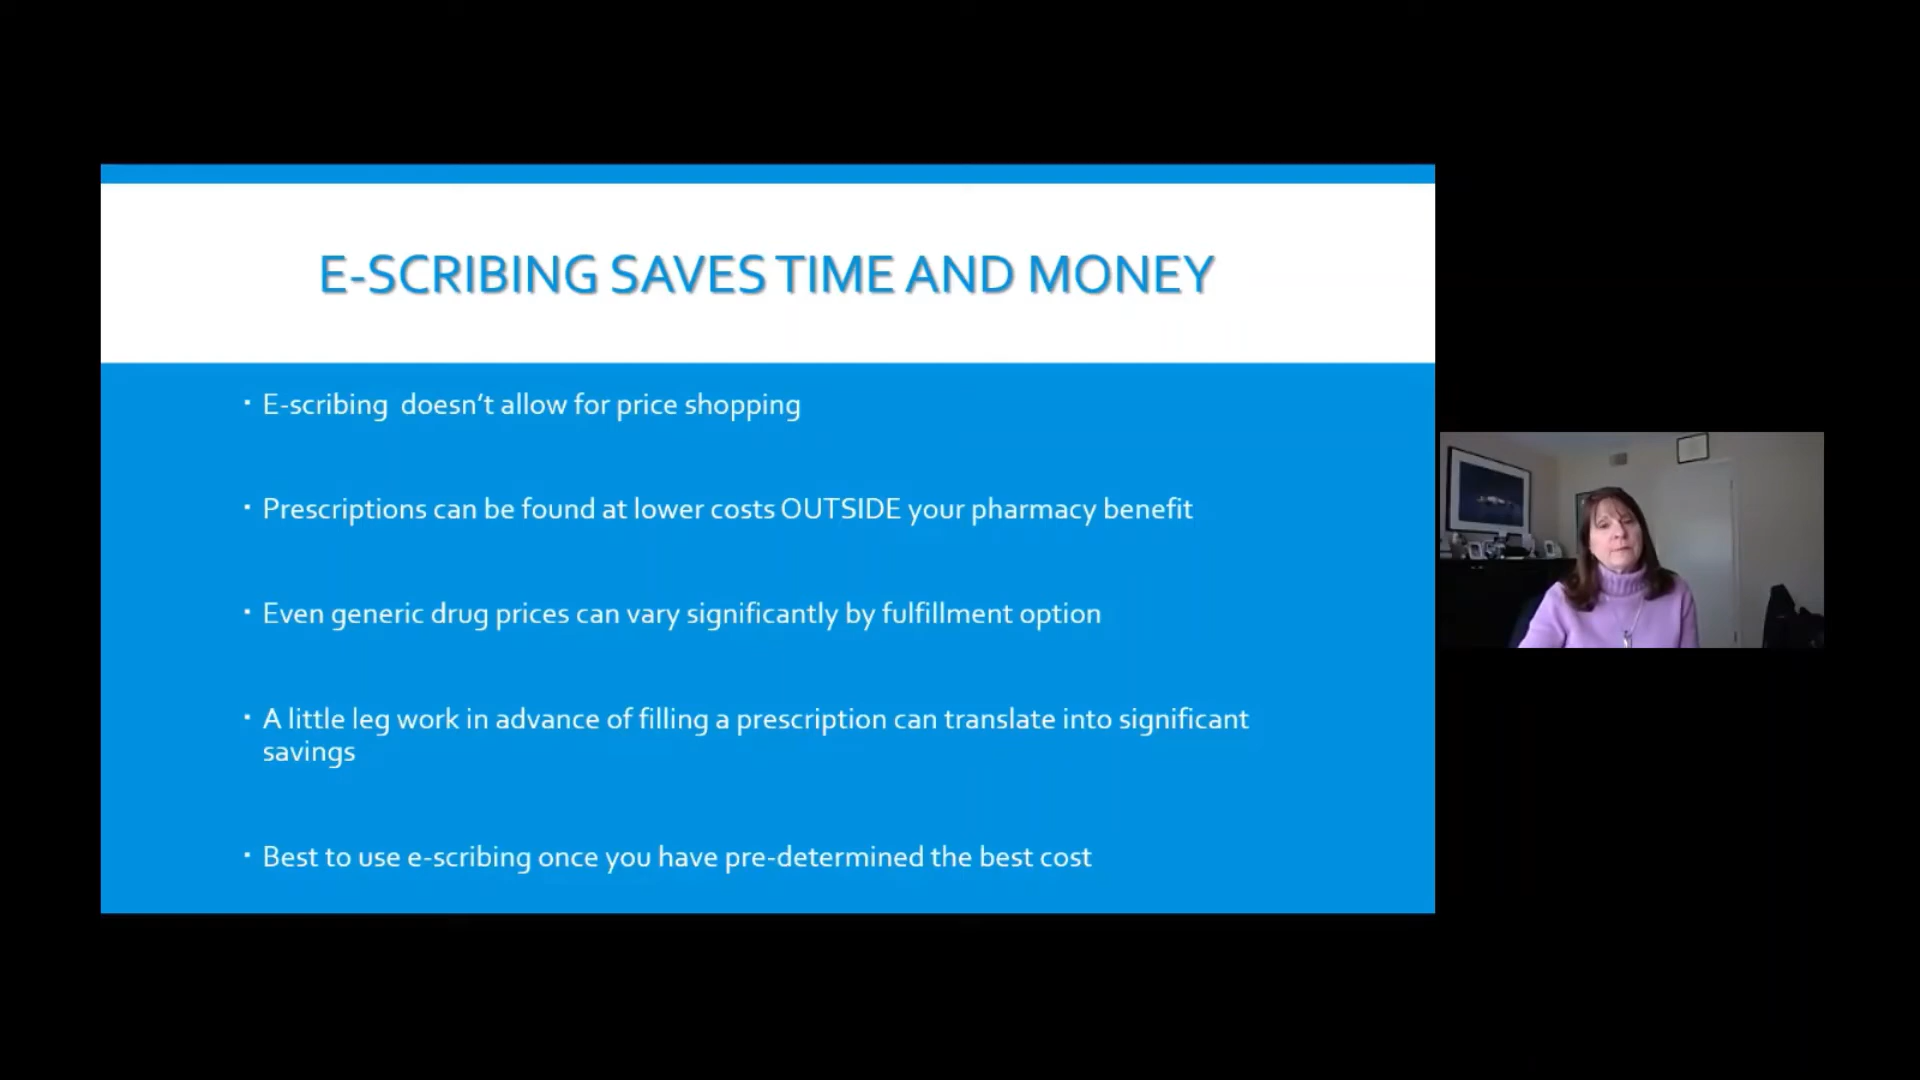 E-SCRIBING SAVES TIME AND MONEY
▪ E-scribing  doesn't allow for price shopping
▪ Prescriptions can be found at lower costs OUTSIDE your pharmacy benefit
▪ Even generic drug prices can vary significantly by fulfillment option
▪ A little leg work in advance of filling a prescription can translate into significant
savings
▪ Best to use e-scribing once you have pre-determined the best cost